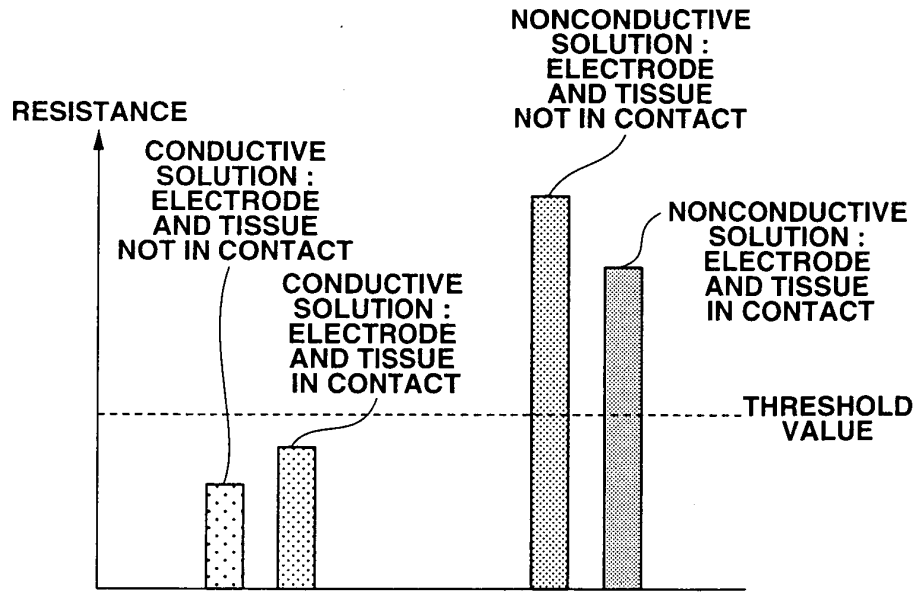 RESISTANCE
CONDUCTIVE
SOLUTION :
ELECTRODE
AND TISSUE
NOT IN CONTACT
CONDUCTIVE
SOLUTION :
ELECTRODE
AND TISSUE
IN CONTACT
NONCONDUCTIVE
SOLUTION :
ELECTRODE
AND TISSUE
NOT IN CONTACT
NONCONDUCTIVE
SOLUTION :
ELECTRODE
AND TISSUE
IN CONTACT
THRESHOLD
VALUE